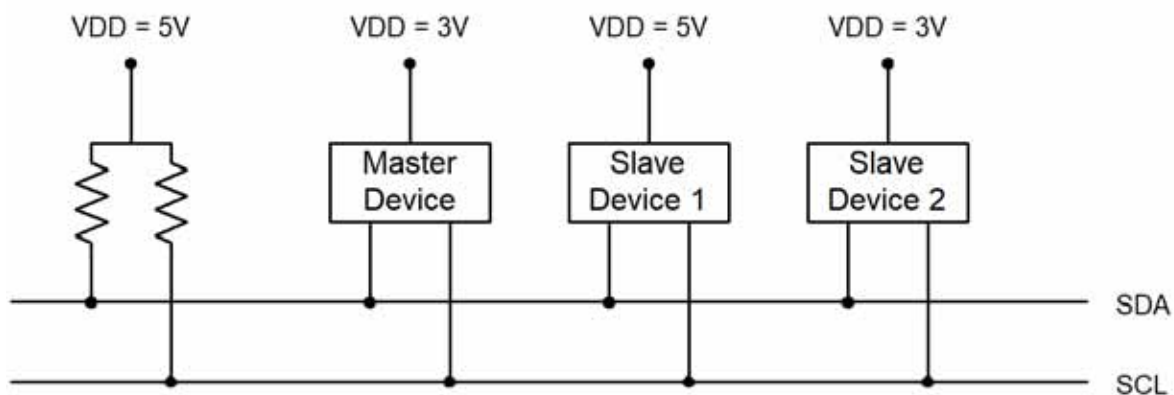 VDD = 5V
VDD = 3V
VDD = 5V
VDD = 3V
Master
Device
Slave
Device 1
Slave
Device 2
SDA
SCL